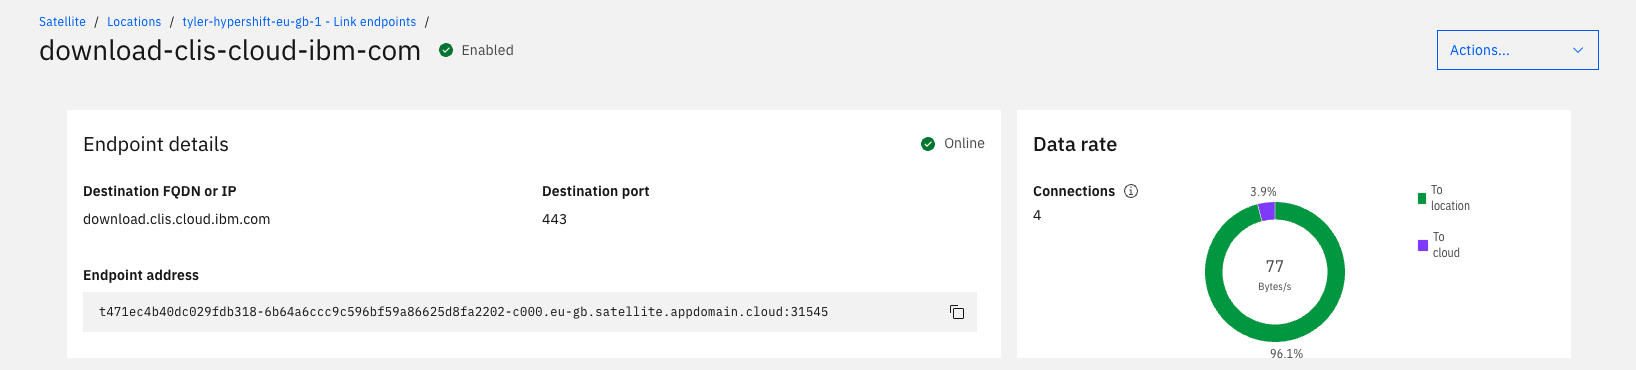 Satellite / Locations / tyler-hypershift-eu-gb-1 - Link endpoints /
download-clis-cloud-ibm-com Enabled
Actions...
Endpoint details
Online
Destination FQDN or IP
download.clis.cloud.ibm.com
Destination port
443
Endpoint address
t471ec4b40dc029fdb318-6b64a6ccc9c596bf59a86625d8fa2202-c000.eu-gb.satellite.appdomain.cloud:31545
Data rate
Connections
4
3.9%
77
Bytes/s
96.1%
To
location
To
cloud